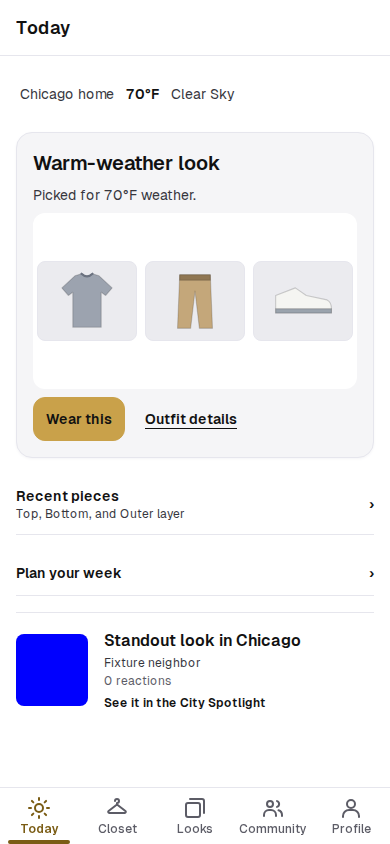 Today
Chicago home 70°F Clear Sky
Warm-weather look
Picked for 70°F weather.
Wear this Outfit details
Recent pieces
Top, Bottom, and Outer layer
Plan your week
Standout look in Chicago
Fixture neighbor
0 reactions
See it in the City Spotlight
Today Closet Looks Community Profile